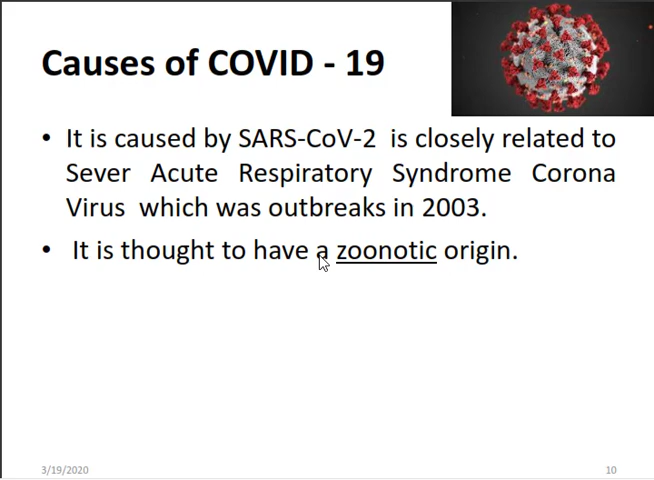 Causes of COVID - 19
• It is caused by SARS-CoV-2 is closely related to
Sever Acute Respiratory Syndrome Corona
Virus which was outbreaks in 2003.
• It is thought to have a zoonotic origin.
3/19/2020
10